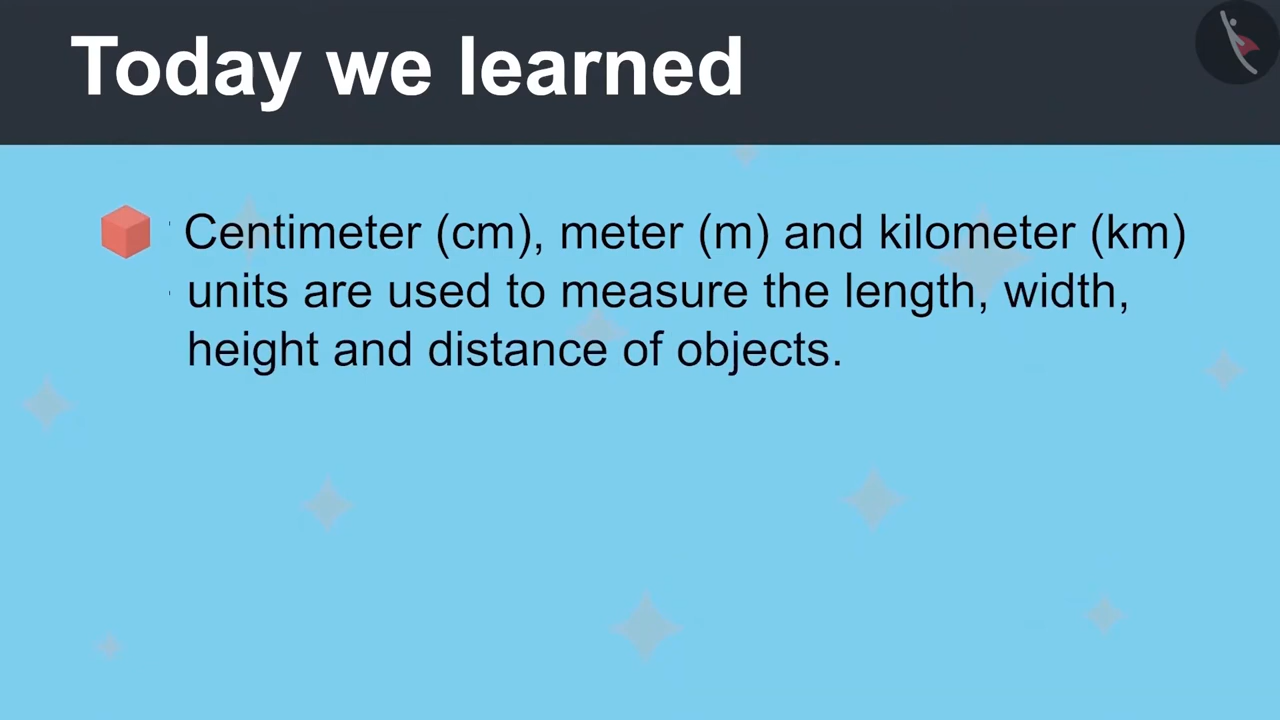 Today we learned
Centimeter (cm), meter (m) and kilometer (km)
units are used to measure the length, width,
height and distance of objects.